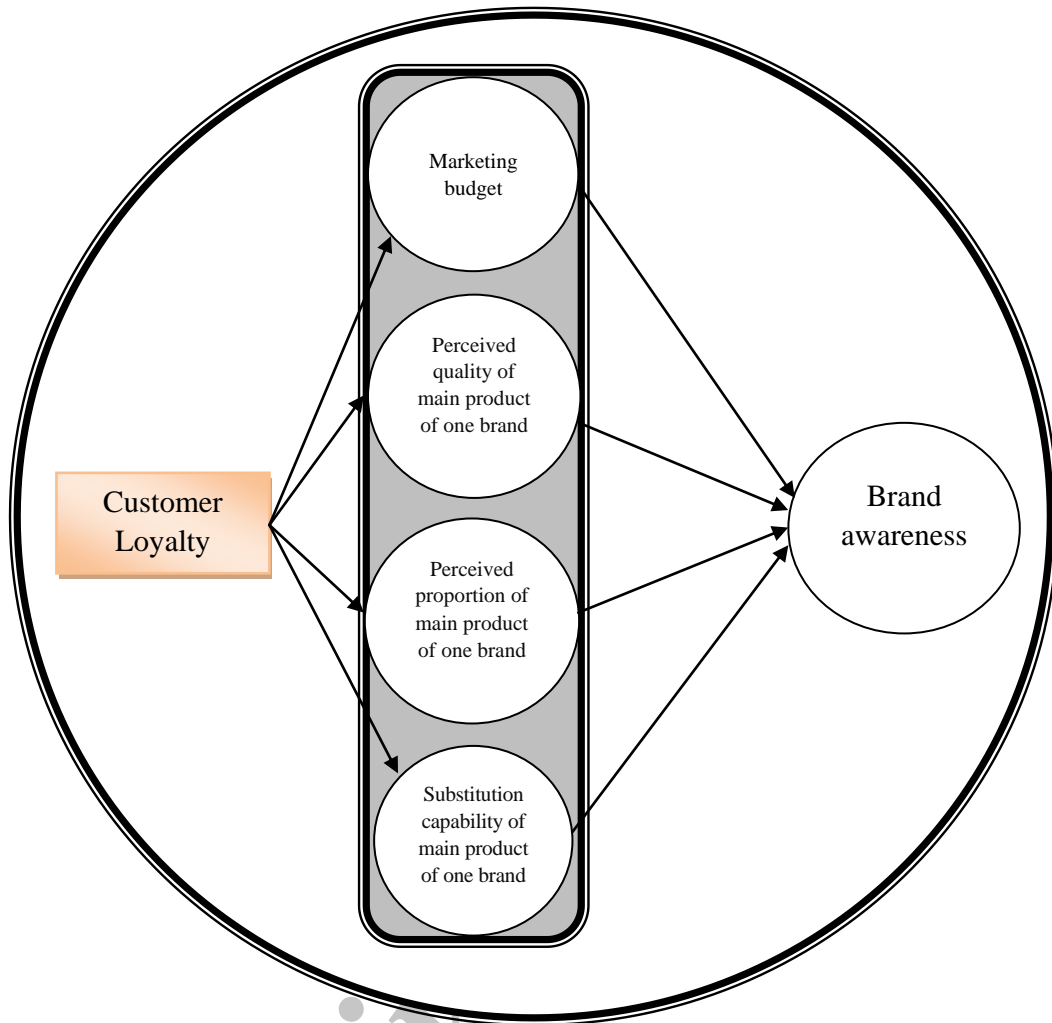 Marketing
budget
Perceived
quality of
main product
of one brand
Customer
Loyalty
Brand
awareness
Perceived
proportion of
main product
of one brand
Substitution
capability of
main product
of one brand